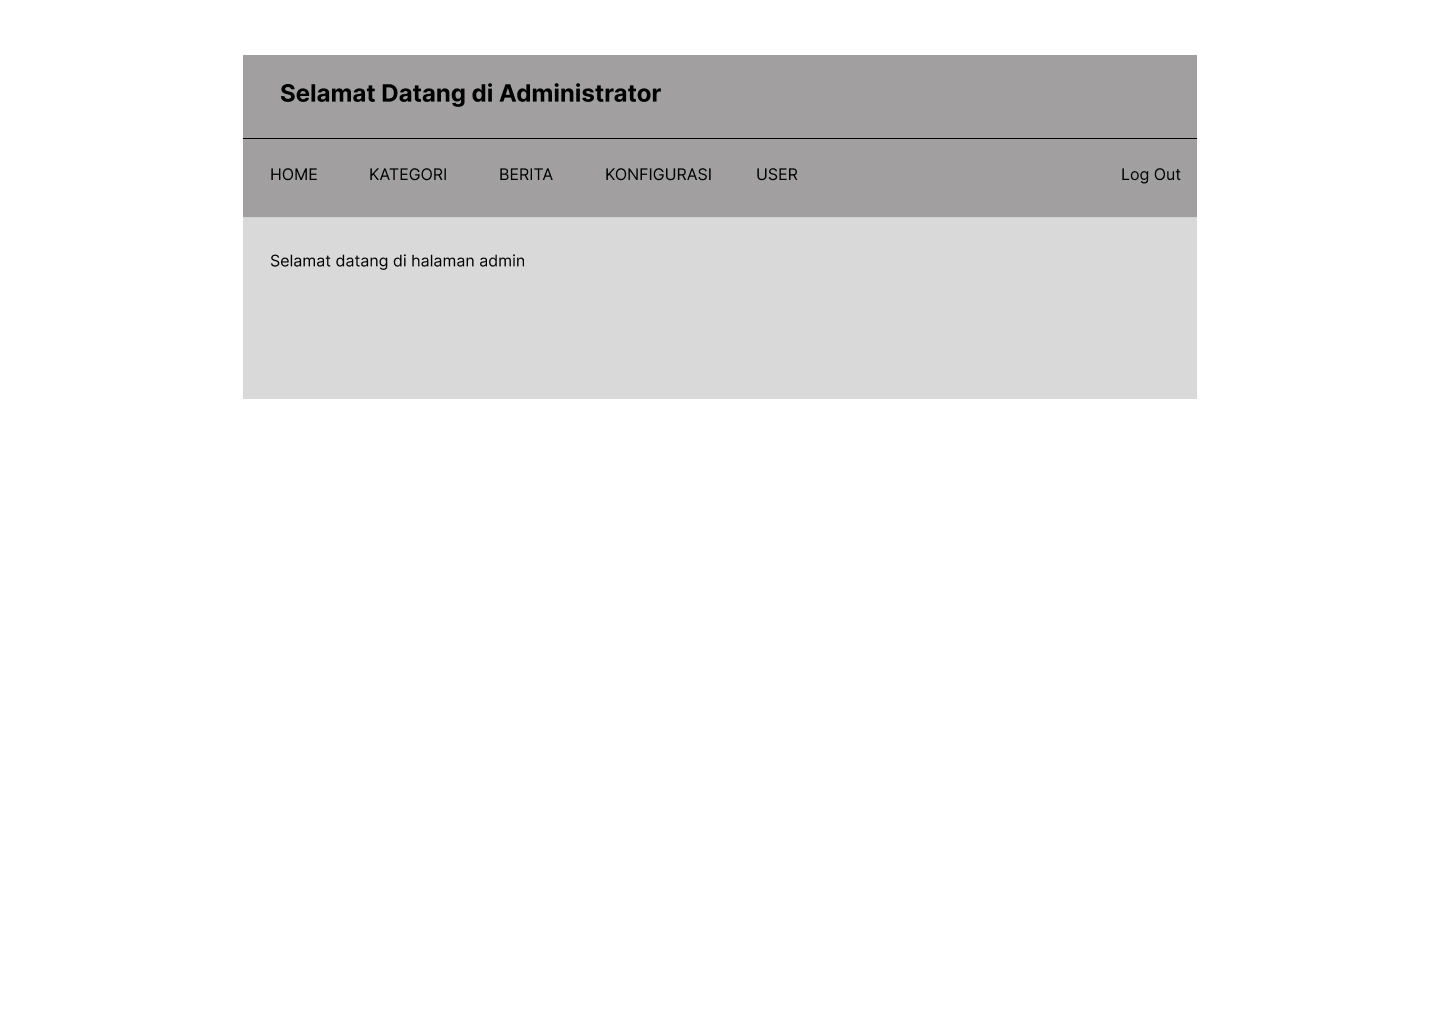 Selamat Datang di Administrator
HOME KATEGORI BERITA KONFIGURASI USER Log Out
Selamat datang di halaman admin